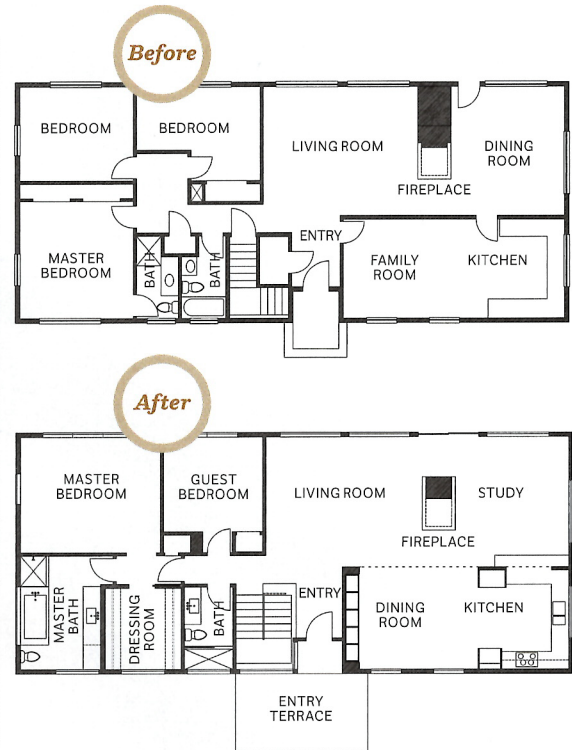 Before
BEDROOM
BEDROOM
LIVING ROOM
DINING
ROOM
FIREPLACE
MASTER
BEDROOM
BATH
BATH
ENTRY
FAMILY
ROOM
KITCHEN
After
MASTER
BEDROOM
GUEST
BEDROOM
LIVING ROOM
STUDY
FIREPLACE
MASTER
BATH
DRESSING
ROOM
BATH
ENTRY
DINING
ROOM
KITCHEN
ENTRY
TERRACE